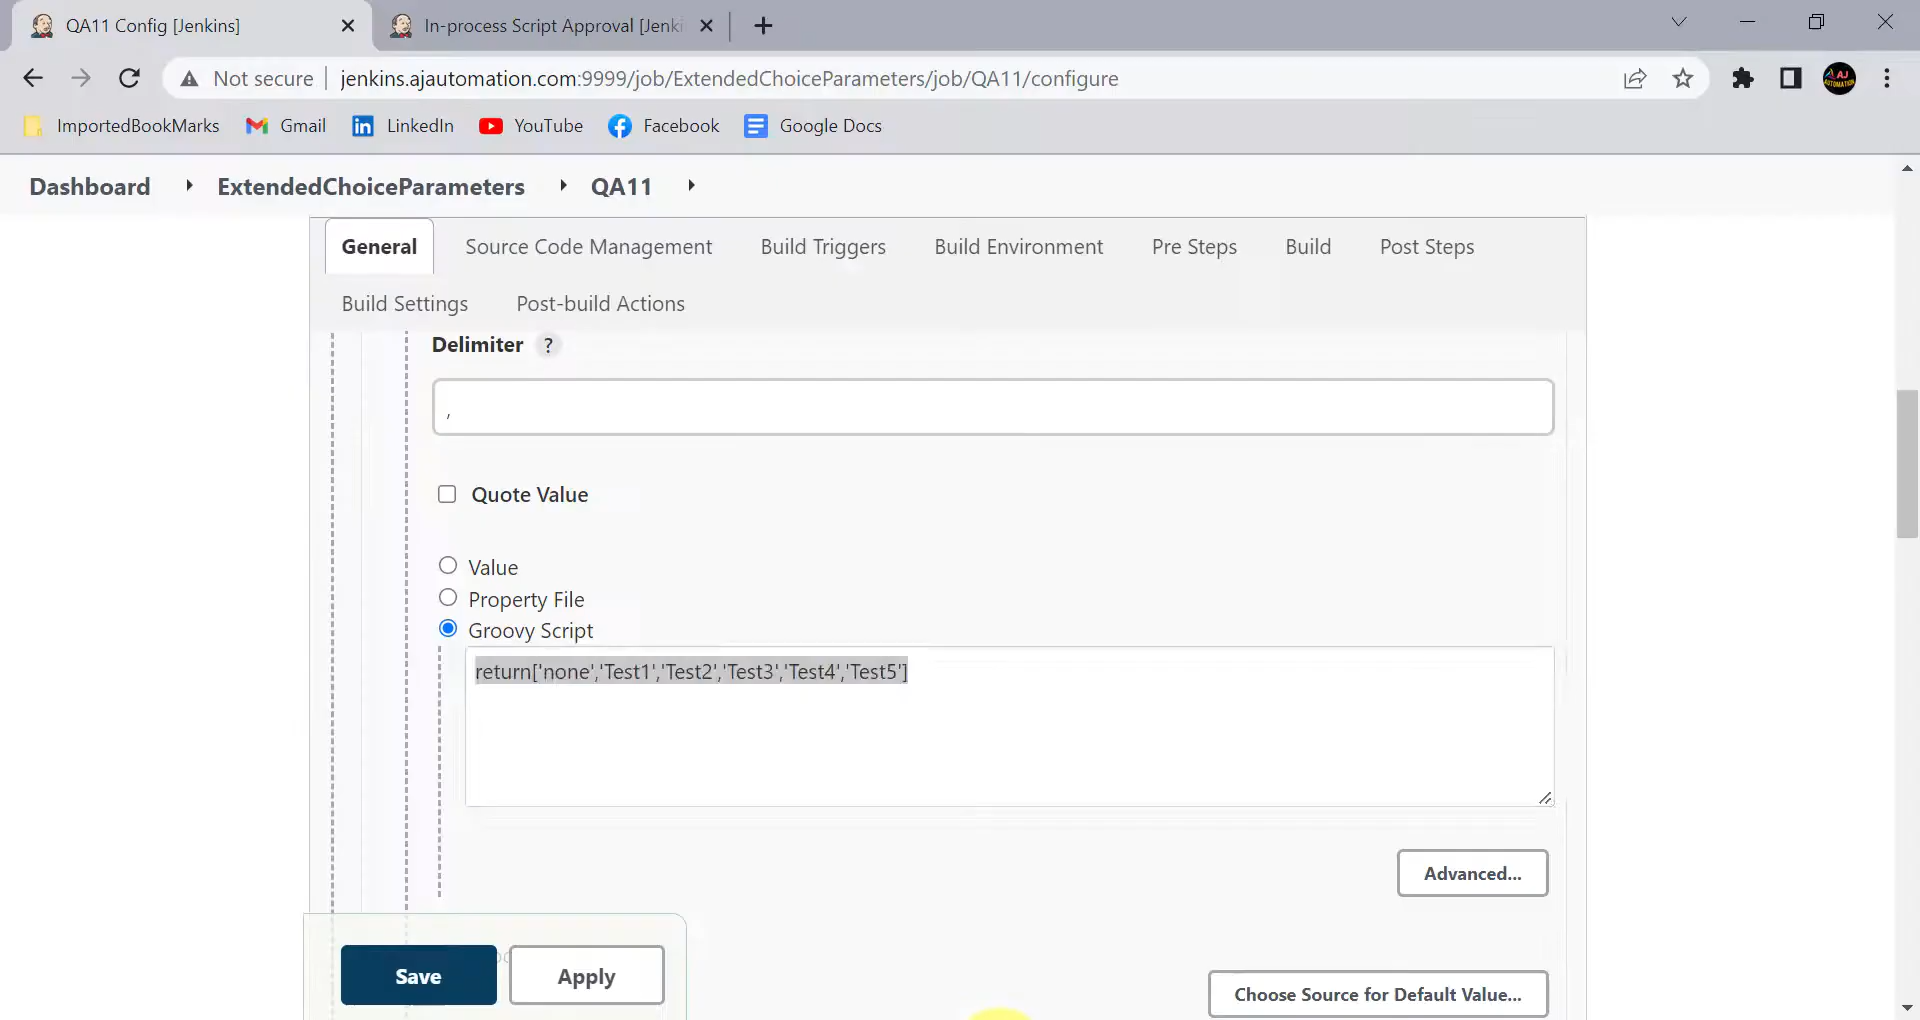 QA11 Config [Jenkins]
In-process Script Approval [Jenki
Not secure
jenkins.ajautomation.com:9999/job/ExtendedChoiceParameters/job/QA11/configure
AJ
AUTOMATION
ImportedBookMarks
Gmail
LinkedIn
YouTube
Facebook
Google Docs
Dashboard
ExtendedChoiceParameters
QA11
General
Source Code Management
Build Triggers
Build Environment
Pre Steps
Build
Post Steps
Build Settings
Post-build Actions
Delimiter ?
,
Quote Value
Value
Property File
Groovy Script
return['none','Test1','Test2','Test3','Test4','Test5']
Advanced...
Save
Apply
Choose Source for Default Value...